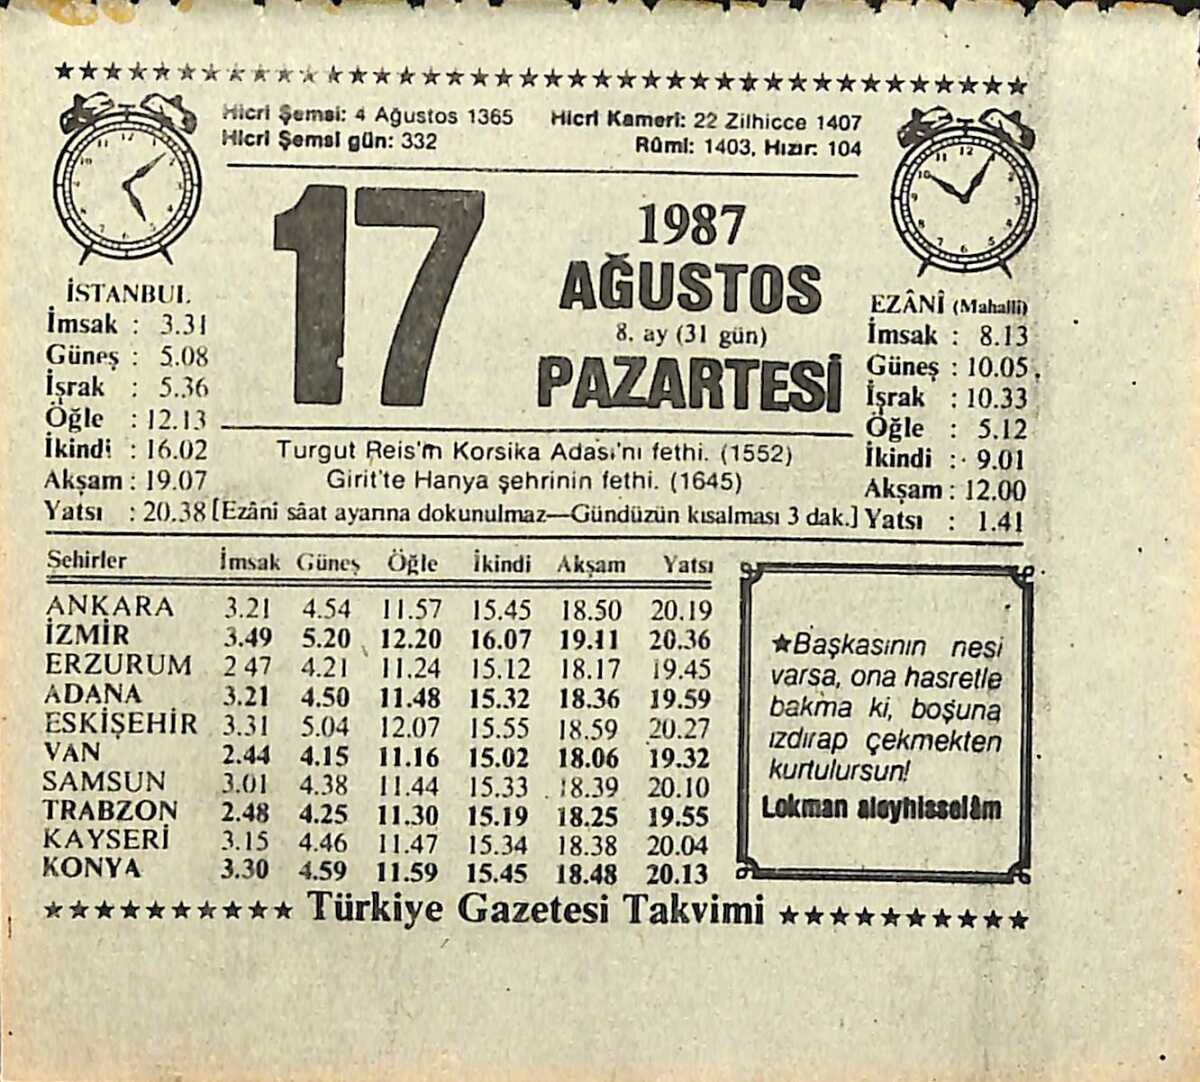 Hicri Şemsi: 4 Ağustos 1365
Hicri Şemsi gün: 332
Hicri Kameri: 22 Zilhicce 1407
Rûmi: 1403, Hızır: 104
17
1987
AĞUSTOS
8. ay (31 gün)
PAZARTESİ
İSTANBUL
İmsak : 3.31
Güneş : 5.08
İşrak : 5.36
Öğle : 12.13
İkindi : 16.02
Akşam : 19.07
Yatsı : 20.38
EZÂNÎ (Mahallî)
İmsak : 8.13
Güneş : 10.05
İşrak : 10.33
Öğle : 5.12
İkindi : 9.01
Akşam : 12.00
Yatsı : 1.41
Turgut Reis'in Korsika Adası'nı fethi. (1552)
Girit'te Hanya şehrinin fethi. (1645)
[Ezâni sâat ayarına dokunulmaz—Gündüzün kısalması 3 dak.]
Şehirler İmsak Güneş Öğle İkindi Akşam Yatsı
ANKARA 3.21 4.54 11.57 15.45 18.50 20.19
İZMİR 3.49 5.20 12.20 16.07 19.11 20.36
ERZURUM 2 47 4.21 11.24 15.12 18.17 19.45
ADANA 3.21 4.50 11.48 15.32 18.36 19.59
ESKİŞEHİR 3.31 5.04 12.07 15.55 18.59 20.27
VAN 2.44 4.15 11.16 15.02 18.06 19.32
SAMSUN 3.01 4.38 11.44 15.33 18.39 20.10
TRABZON 2.48 4.25 11.30 15.19 18.25 19.55
KAYSERİ 3.15 4.46 11.47 15.34 18.38 20.04
KONYA 3.30 4.59 11.59 15.45 18.48 20.13
★Başkasının nesi
varsa, ona hasretle
bakma ki, boşuna
ızdırap çekmekten
kurtulursun!
Lokman aleyhisselâm
Türkiye Gazetesi Takvimi